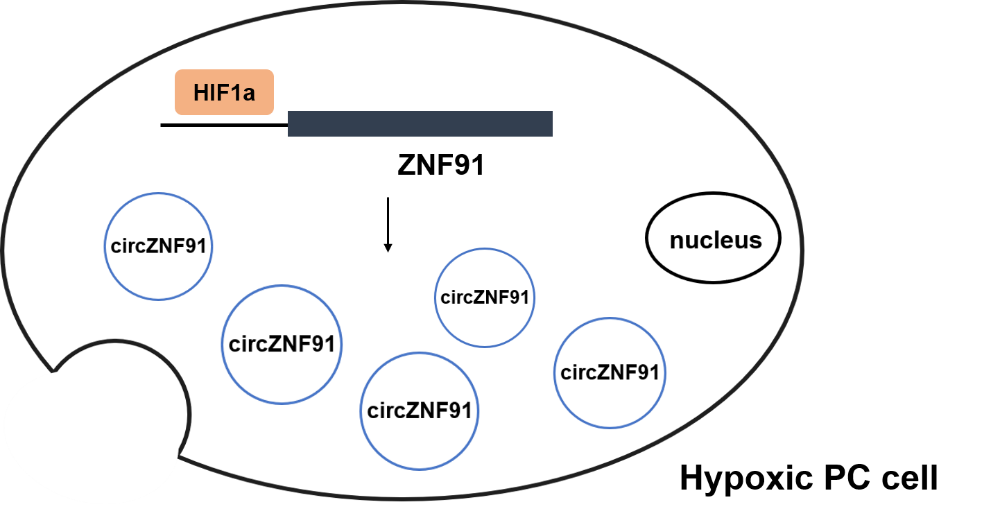 HIF1a
ZNF91
circZNF91
nucleus
circZNF91
circZNF91
circZNF91
circZNF91
Hypoxic PC cell